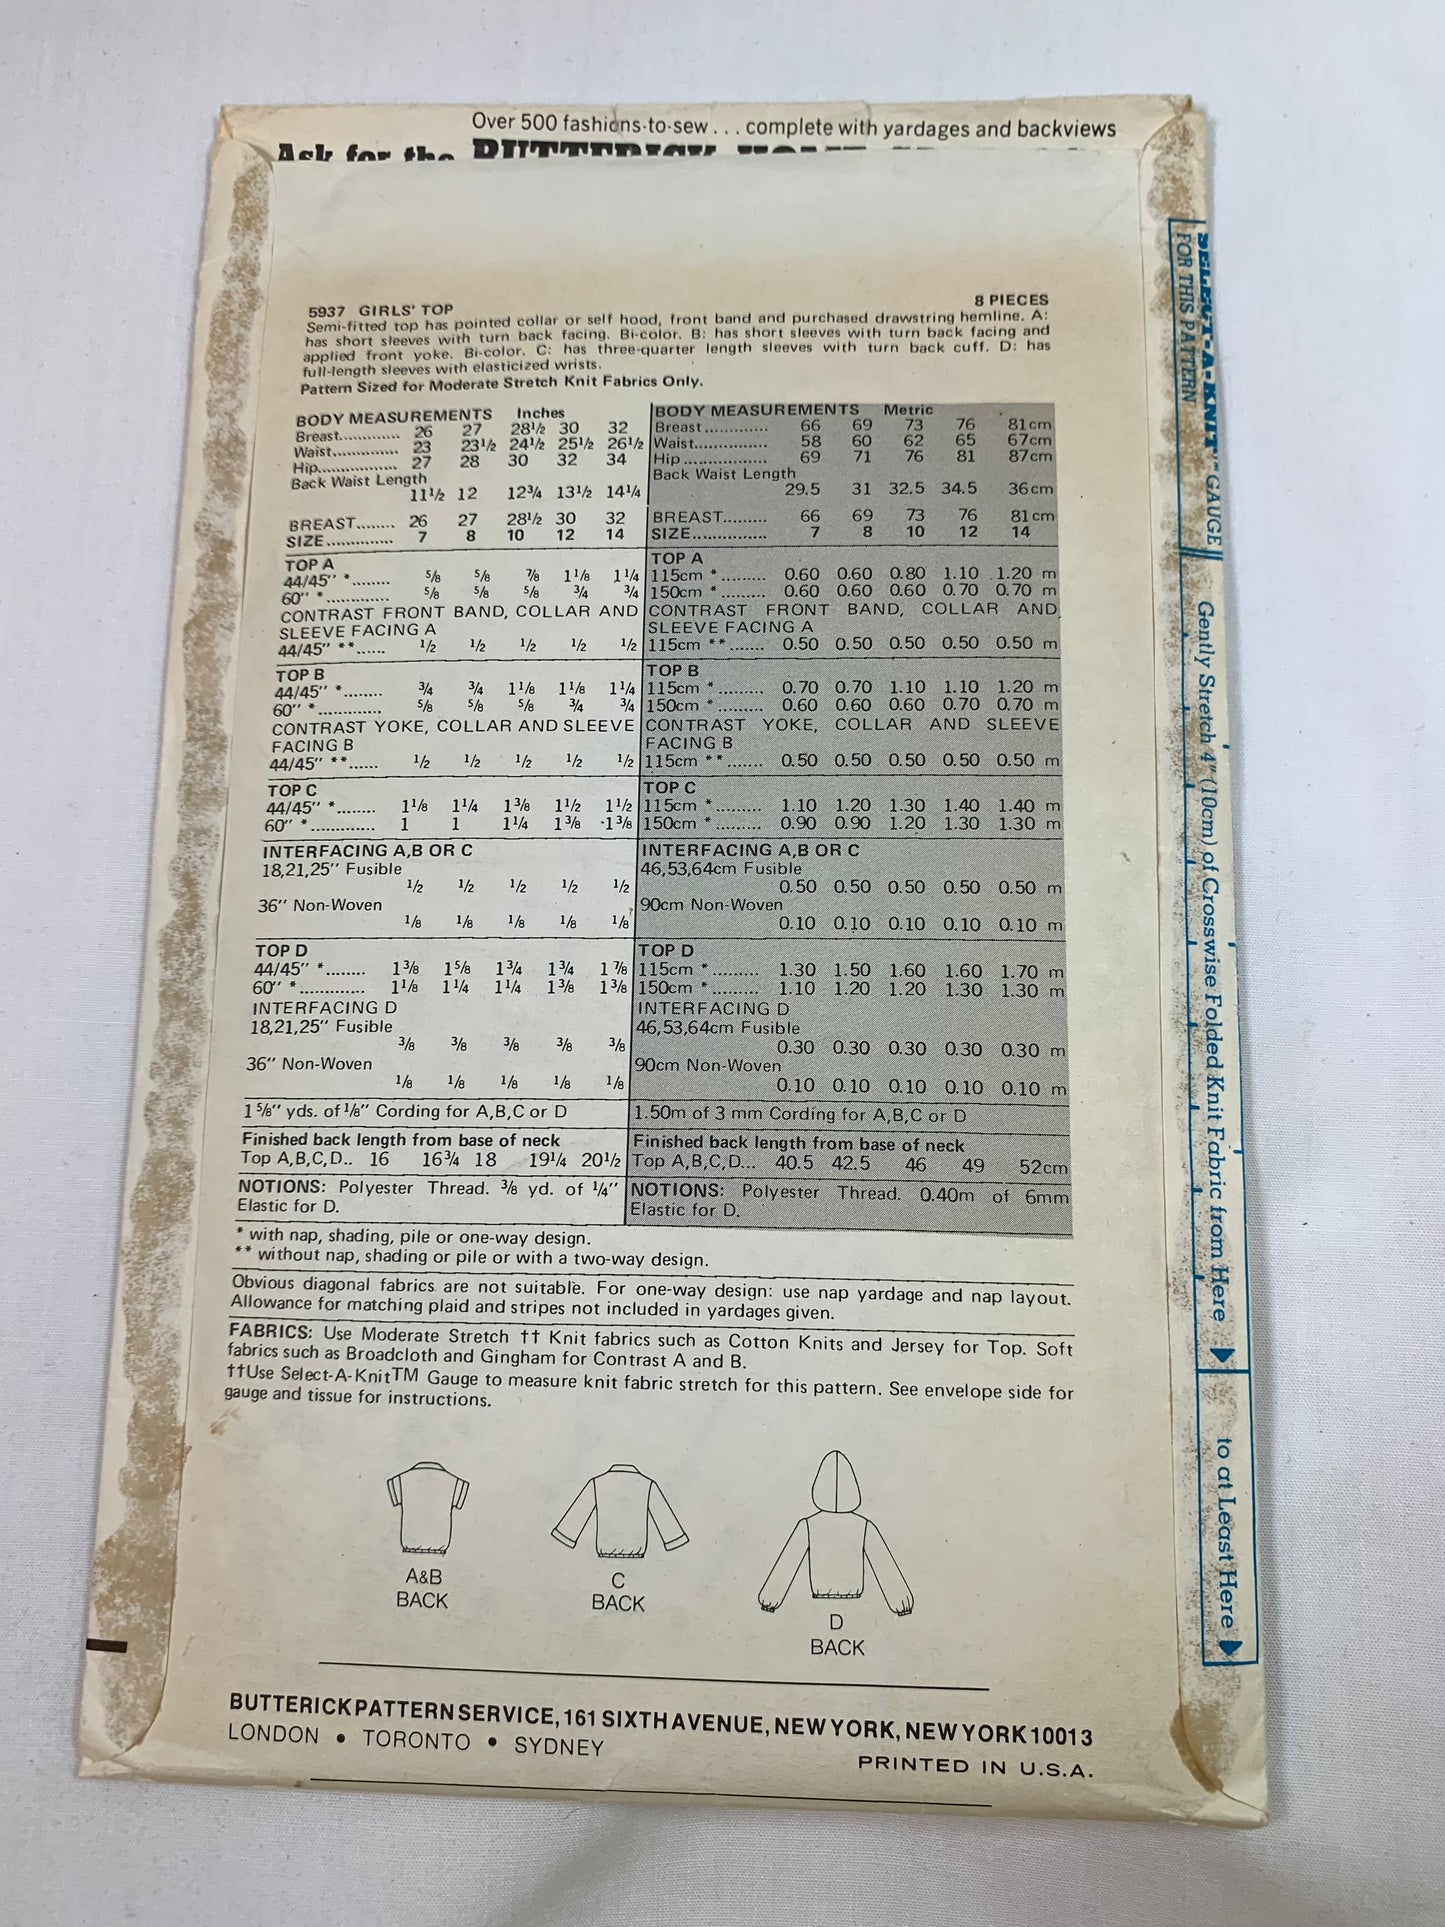 Over 500 fashions-to-sew . . . complete with yardages and backviews
Ask for the BUTTERICK HOME
5937 GIRLS' TOP 8 PIECES
Semi-fitted top has pointed collar or self hood, front band and purchased drawstring hemline. A:
has short sleeves with turn back facing. Bi-color. B: has short sleeves with turn back facing and
applied front yoke. Bi-color. C: has three-quarter length sleeves with turn back cuff. D: has
full-length sleeves with elasticized wrists.
Pattern Sized for Moderate Stretch Knit Fabrics Only.
BODY MEASUREMENTS Inches
Breast............. 26 27 28½ 30 32
Waist.............. 23 23½ 24½ 25½ 26½
Hip................. 27 28 30 32 34
Back Waist Length
11½ 12 12¾ 13½ 14¼
BREAST........ 26 27 28½ 30 32
SIZE.............. 7 8 10 12 14
TOP A
44/45" *........ ⅝ ⅝ ⅞ 1⅛ 1¼
60" *............. ⅝ ⅝ ⅝ ¾ ¾
CONTRAST FRONT BAND, COLLAR AND
SLEEVE FACING A
44/45" **...... ½ ½ ½ ½ ½
TOP B
44/45" *........ ¾ ¾ 1⅛ 1⅛ 1¼
60" *............. ⅝ ⅝ ⅝ ¾ ¾
CONTRAST YOKE, COLLAR AND SLEEVE
FACING B
44/45" **...... ½ ½ ½ ½ ½
TOP C
44/45" *........ 1⅛ 1¼ 1⅜ 1½ 1½
60" *............. 1 1 1¼ 1⅜ 1⅜
INTERFACING A,B OR C
18,21,25" Fusible
½ ½ ½ ½ ½
36" Non-Woven
⅛ ⅛ ⅛ ⅛ ⅛
TOP D
44/45" *........ 1⅜ 1⅝ 1¾ 1¾ 1⅞
60" *............. 1⅛ 1¼ 1¼ 1⅜ 1⅜
INTERFACING D
18,21,25" Fusible
⅜ ⅜ ⅜ ⅜ ⅜
36" Non-Woven
⅛ ⅛ ⅛ ⅛ ⅛
1⅝" yds. of ⅛" Cording for A,B,C or D
Finished back length from base of neck
Top A,B,C,D.. 16 16¾ 18 19¼ 20½
NOTIONS: Polyester Thread. ⅜ yd. of ¼"
Elastic for D.
BODY MEASUREMENTS Metric
Breast ............. 66 69 73 76 81cm
Waist............... 58 60 62 65 67cm
Hip .................. 69 71 76 81 87cm
Back Waist Length
29.5 31 32.5 34.5 36cm
BREAST......... 66 69 73 76 81cm
SIZE............... 7 8 10 12 14
TOP A
115cm * ......... 0.60 0.60 0.80 1.10 1.20 m
150cm * ......... 0.60 0.60 0.60 0.70 0.70 m
CONTRAST FRONT BAND, COLLAR AND
SLEEVE FACING A
115cm ** ....... 0.50 0.50 0.50 0.50 0.50 m
TOP B
115cm * ......... 0.70 0.70 1.10 1.10 1.20 m
150cm * ......... 0.60 0.60 0.60 0.70 0.70 m
CONTRAST YOKE, COLLAR AND SLEEVE
FACING B
115cm ** ....... 0.50 0.50 0.50 0.50 0.50 m
TOP C
115cm * ......... 1.10 1.20 1.30 1.40 1.40 m
150cm * ......... 0.90 0.90 1.20 1.30 1.30 m
INTERFACING A,B OR C
46,53,64cm Fusible
0.50 0.50 0.50 0.50 0.50 m
90cm Non-Woven
0.10 0.10 0.10 0.10 0.10 m
TOP D
115cm * ......... 1.30 1.50 1.60 1.60 1.70 m
150cm * ......... 1.10 1.20 1.20 1.30 1.30 m
INTERFACING D
46,53,64cm Fusible
0.30 0.30 0.30 0.30 0.30 m
90cm Non-Woven
0.10 0.10 0.10 0.10 0.10 m
1.50m of 3 mm Cording for A,B,C or D
Finished back length from base of neck
Top A,B,C,D... 40.5 42.5 46 49 52cm
NOTIONS: Polyester Thread. 0.40m of 6mm
Elastic for D.
* with nap, shading, pile or one-way design.
** without nap, shading or pile or with a two-way design.
Obvious diagonal fabrics are not suitable. For one-way design: use nap yardage and nap layout.
Allowance for matching plaid and stripes not included in yardages given.
FABRICS: Use Moderate Stretch †† Knit fabrics such as Cotton Knits and Jersey for Top. Soft
fabrics such as Broadcloth and Gingham for Contrast A and B.
††Use Select-A-Knit™ Gauge to measure knit fabric stretch for this pattern. See envelope side for
gauge and tissue for instructions.
A&B
BACK
C
BACK
D
BACK
BUTTERICK PATTERN SERVICE, 161 SIXTH AVENUE, NEW YORK, NEW YORK 10013
LONDON • TORONTO • SYDNEY
PRINTED IN U.S.A.
SELECT-A-KNIT™ GAUGE
FOR THIS PATTERN
Gently Stretch 4" (10cm) of Crosswise Folded Knit Fabric from Here
to at Least Here